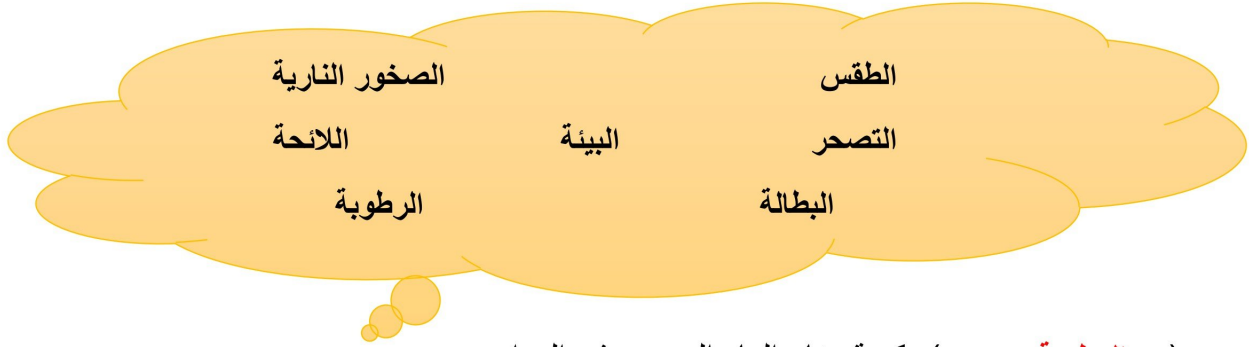 الطقس الصخور النارية
التصحر البيئة اللائحة
البطالة الرطوبة